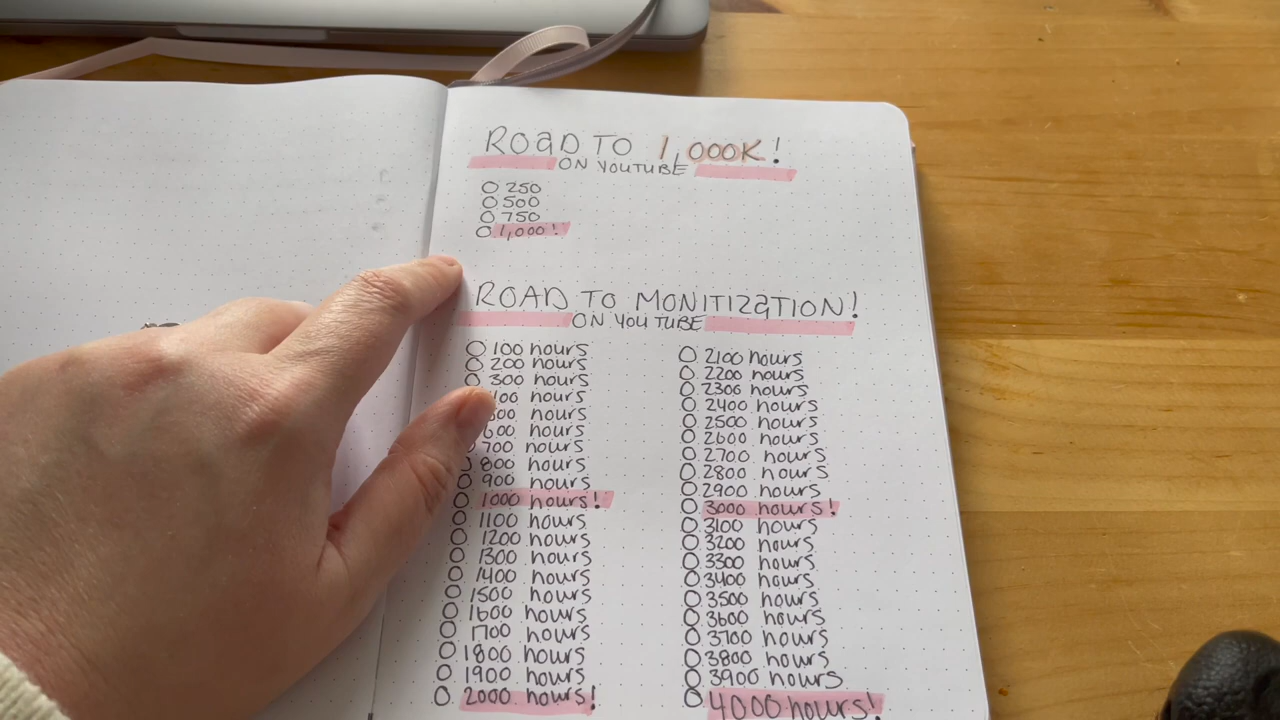 ROAD TO 1,000K!
ON YOUTUBE
250
500
750
1,000!
ROAD TO MONITIZATION!
ON YOUTUBE
100 hours
200 hours
300 hours
hours
hours
600 hours
700 hours
800 hours
900 hours
1000 hours!
1100 hours
1200 hours
1300 hours
1400 hours
1500 hours
1600 hours
1700 hours
1800 hours
1900 hours
2000 hours!
2100 hours
2200 hours
2300 hours
2400 hours
2500 hours
2600 hours
2700 hours
2800 hours
2900 hours
3000 hours!
3100 hours
3200 hours
3300 hours
3400 hours
3500 hours
3600 hours
3700 hours
3800 hours
3900 hours
4000 hours!